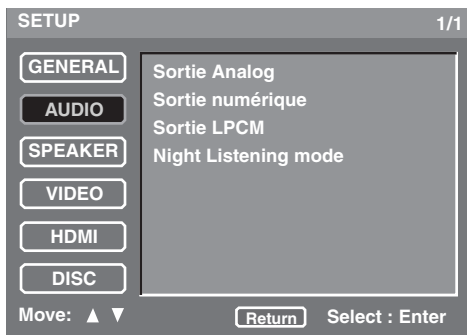 SETUP 1/1
GENERAL
AUDIO
SPEAKER
VIDEO
HDMI
DISC
Sortie Analog
Sortie numérique
Sortie LPCM
Night Listening mode
Move: ▲ ▼ Return Select : Enter